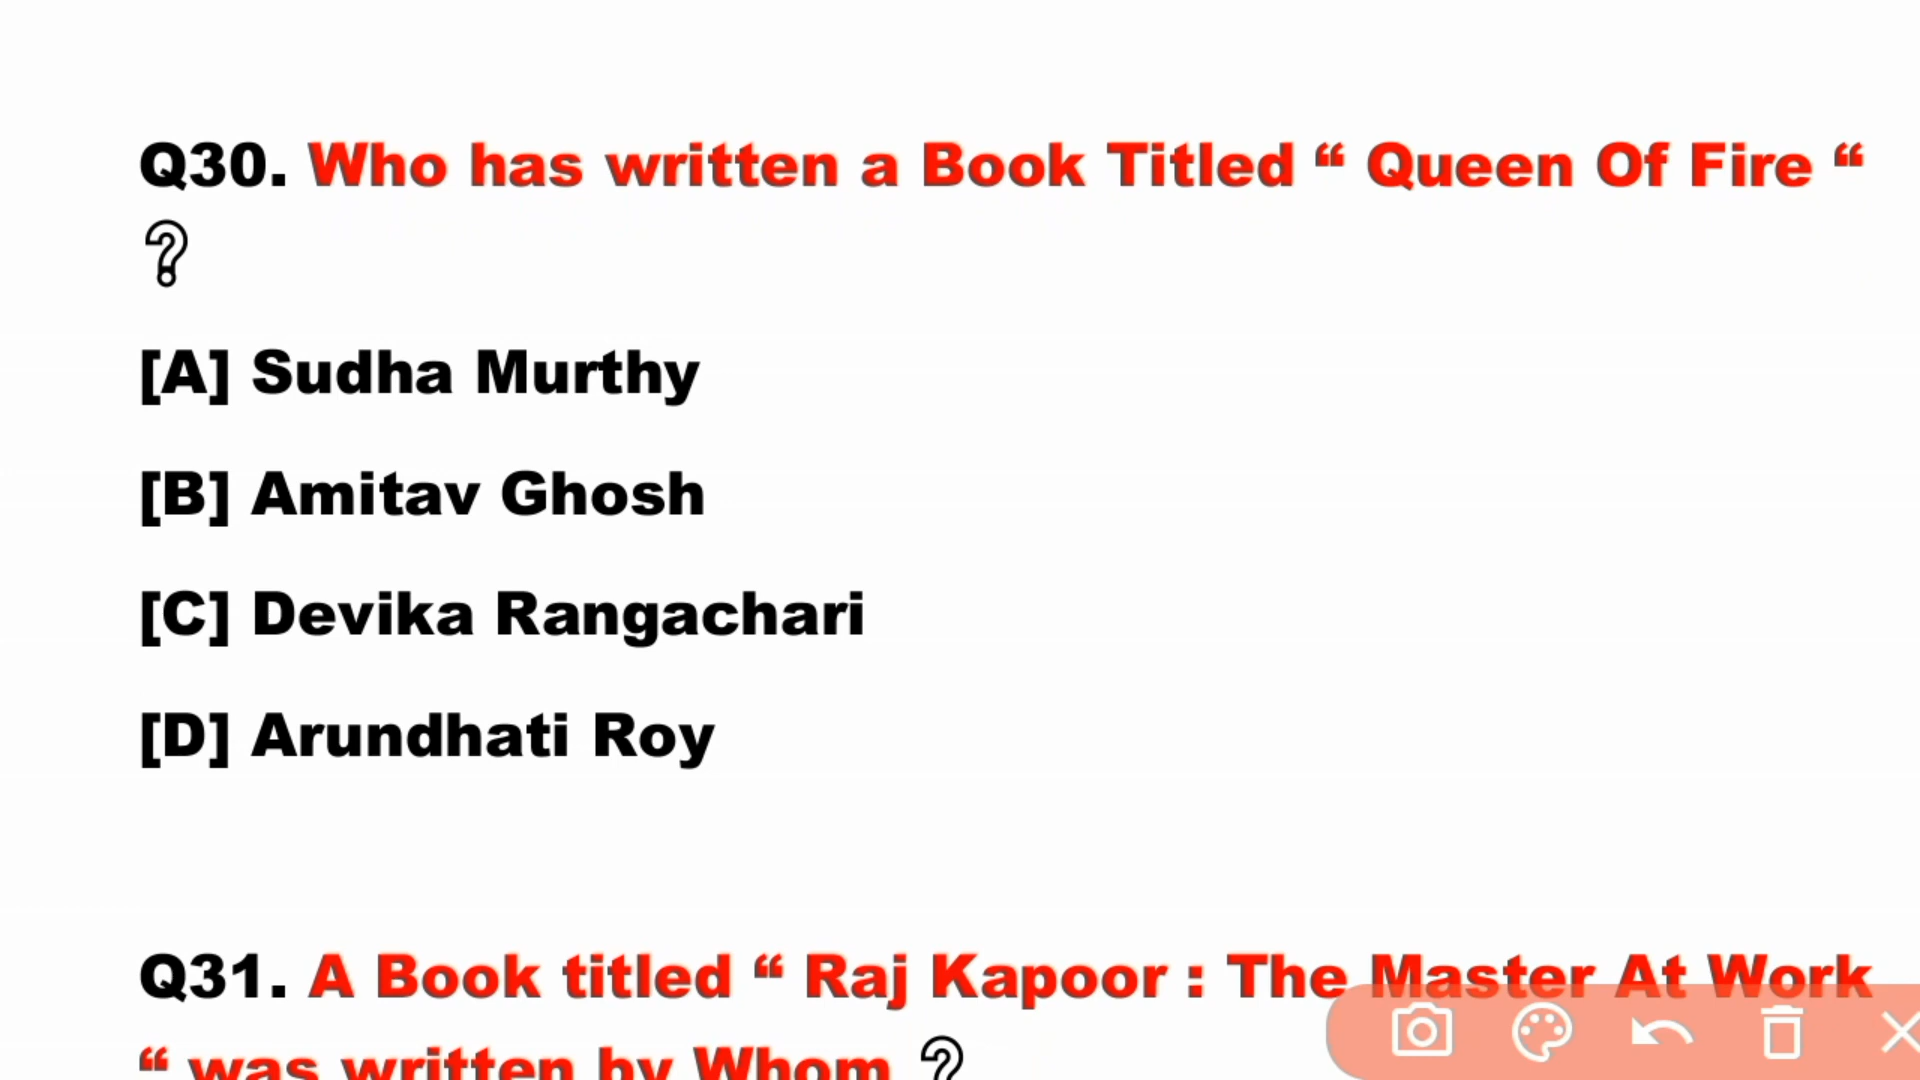 Q30. Who has written a Book Titled “ Queen Of Fire “
?
[A] Sudha Murthy
[B] Amitav Ghosh
[C] Devika Rangachari
[D] Arundhati Roy
Q31. A Book titled “ Raj Kapoor : The Master At Work
“ was written by Whom ?